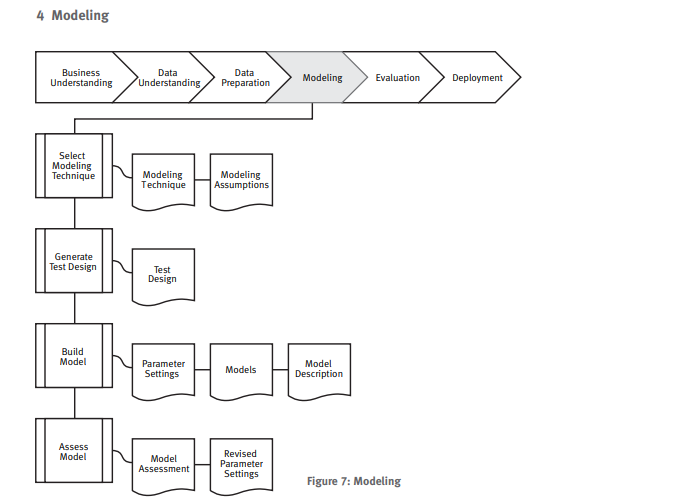 4 Modeling
Business
Understanding
Data
Understanding
Data
Preparation
Modeling
Evaluation
Deployment
Select
Modeling
Technique
Modeling
Technique
Modeling
Assumptions
Generate
Test Design
Test
Design
Build
Model
Parameter
Settings
Models
Model
Description
Assess
Model
Model
Assessment
Revised
Parameter
Settings
Figure 7: Modeling